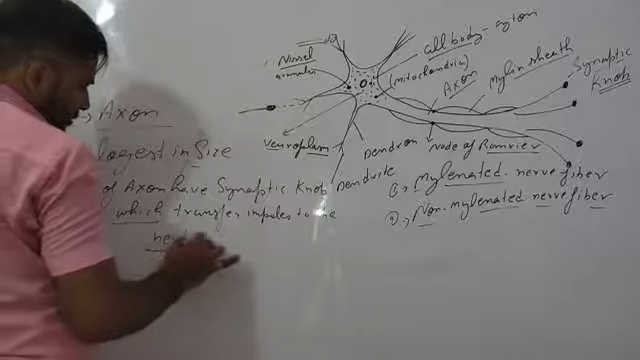 Nissel
granules
Cell body - cyton
(mitochondria)
Axon
Mylin sheath
Synaptic
Knob
Neuroplasm
Dendron
Dendrite
Node of Ranvier
① → Mylenated nerve fiber
② → Non-mylenated nerve fiber
→ Axon
largest in Size
of Axon have Synaptic Knob
which transfer impules to the